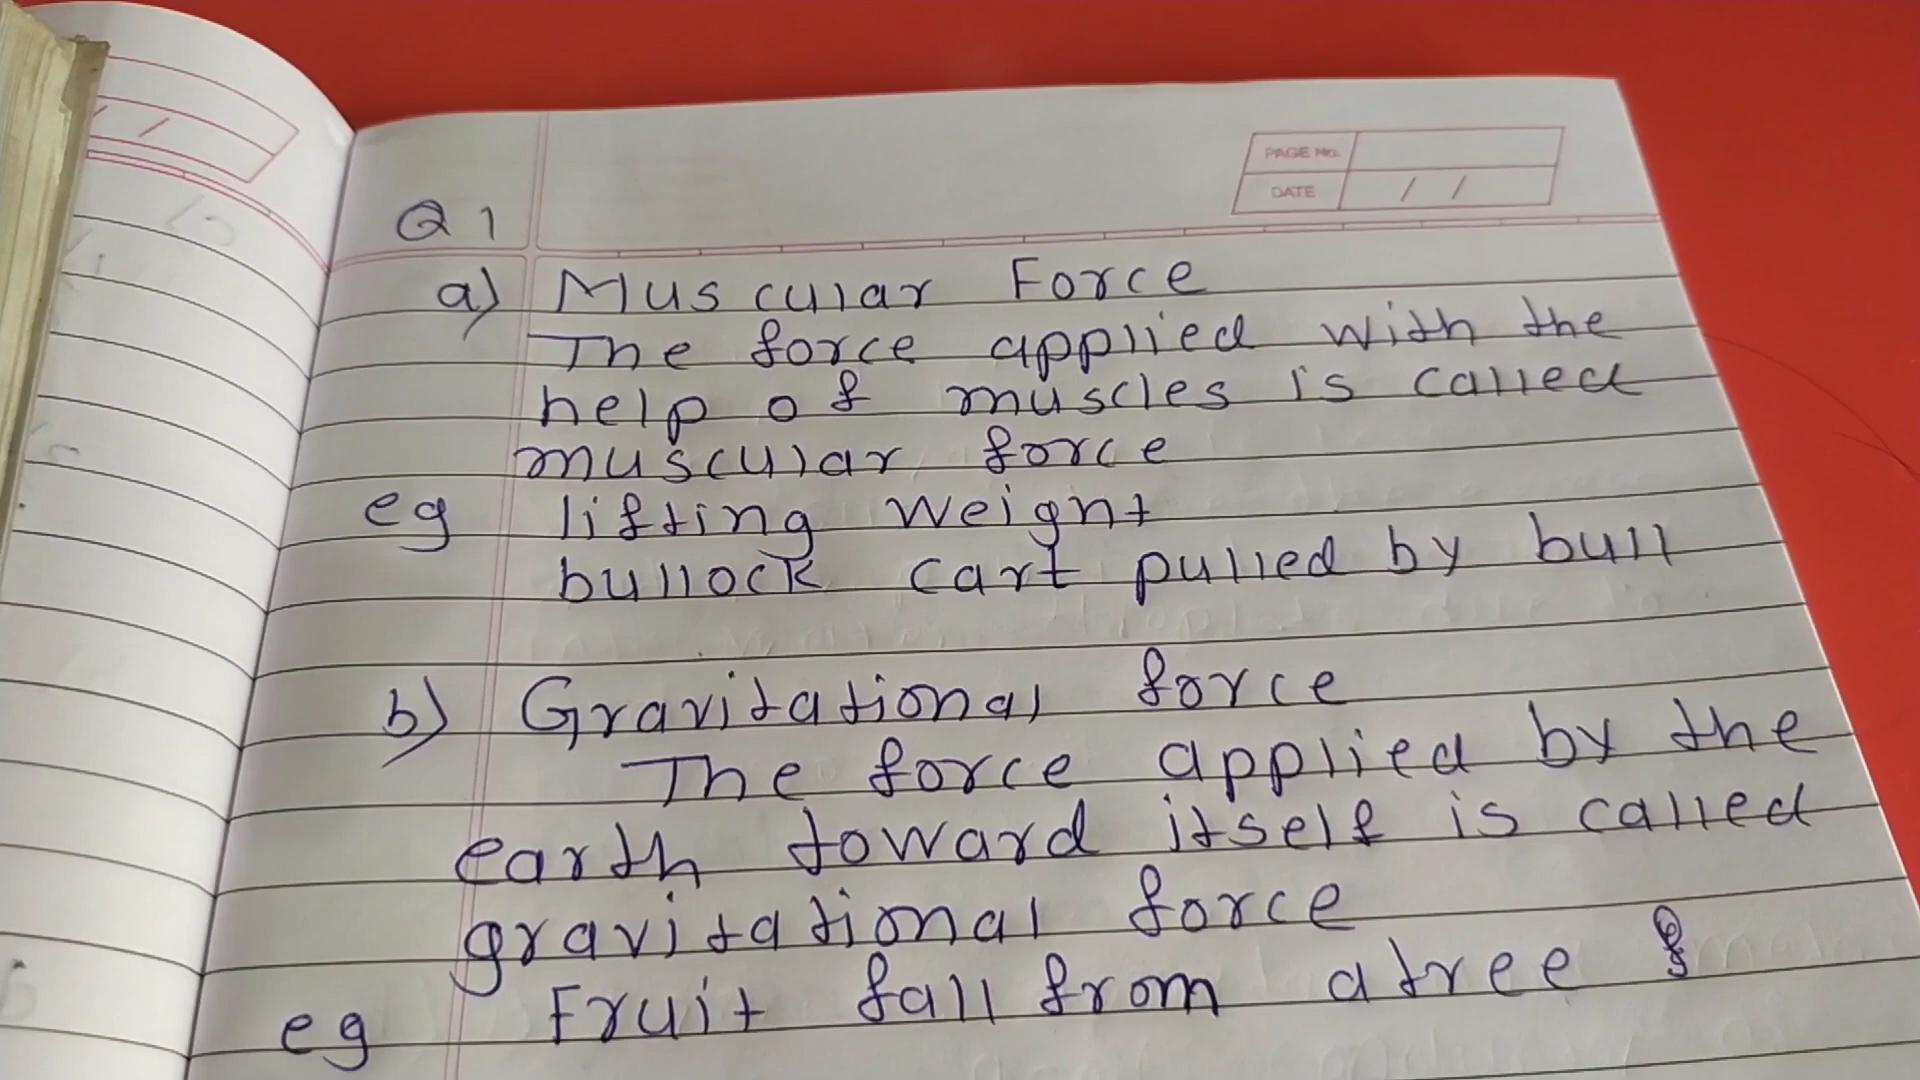 PAGE No.
DATE / /
Q 1
a) Muscular Force
The force applied with the
help of muscles is called
muscular force
eg lifting weight
bullock cart pulled by bull
b) Gravitational force
The force applied by the
earth toward itself is called
gravitational force
eg Fruit fall from a tree